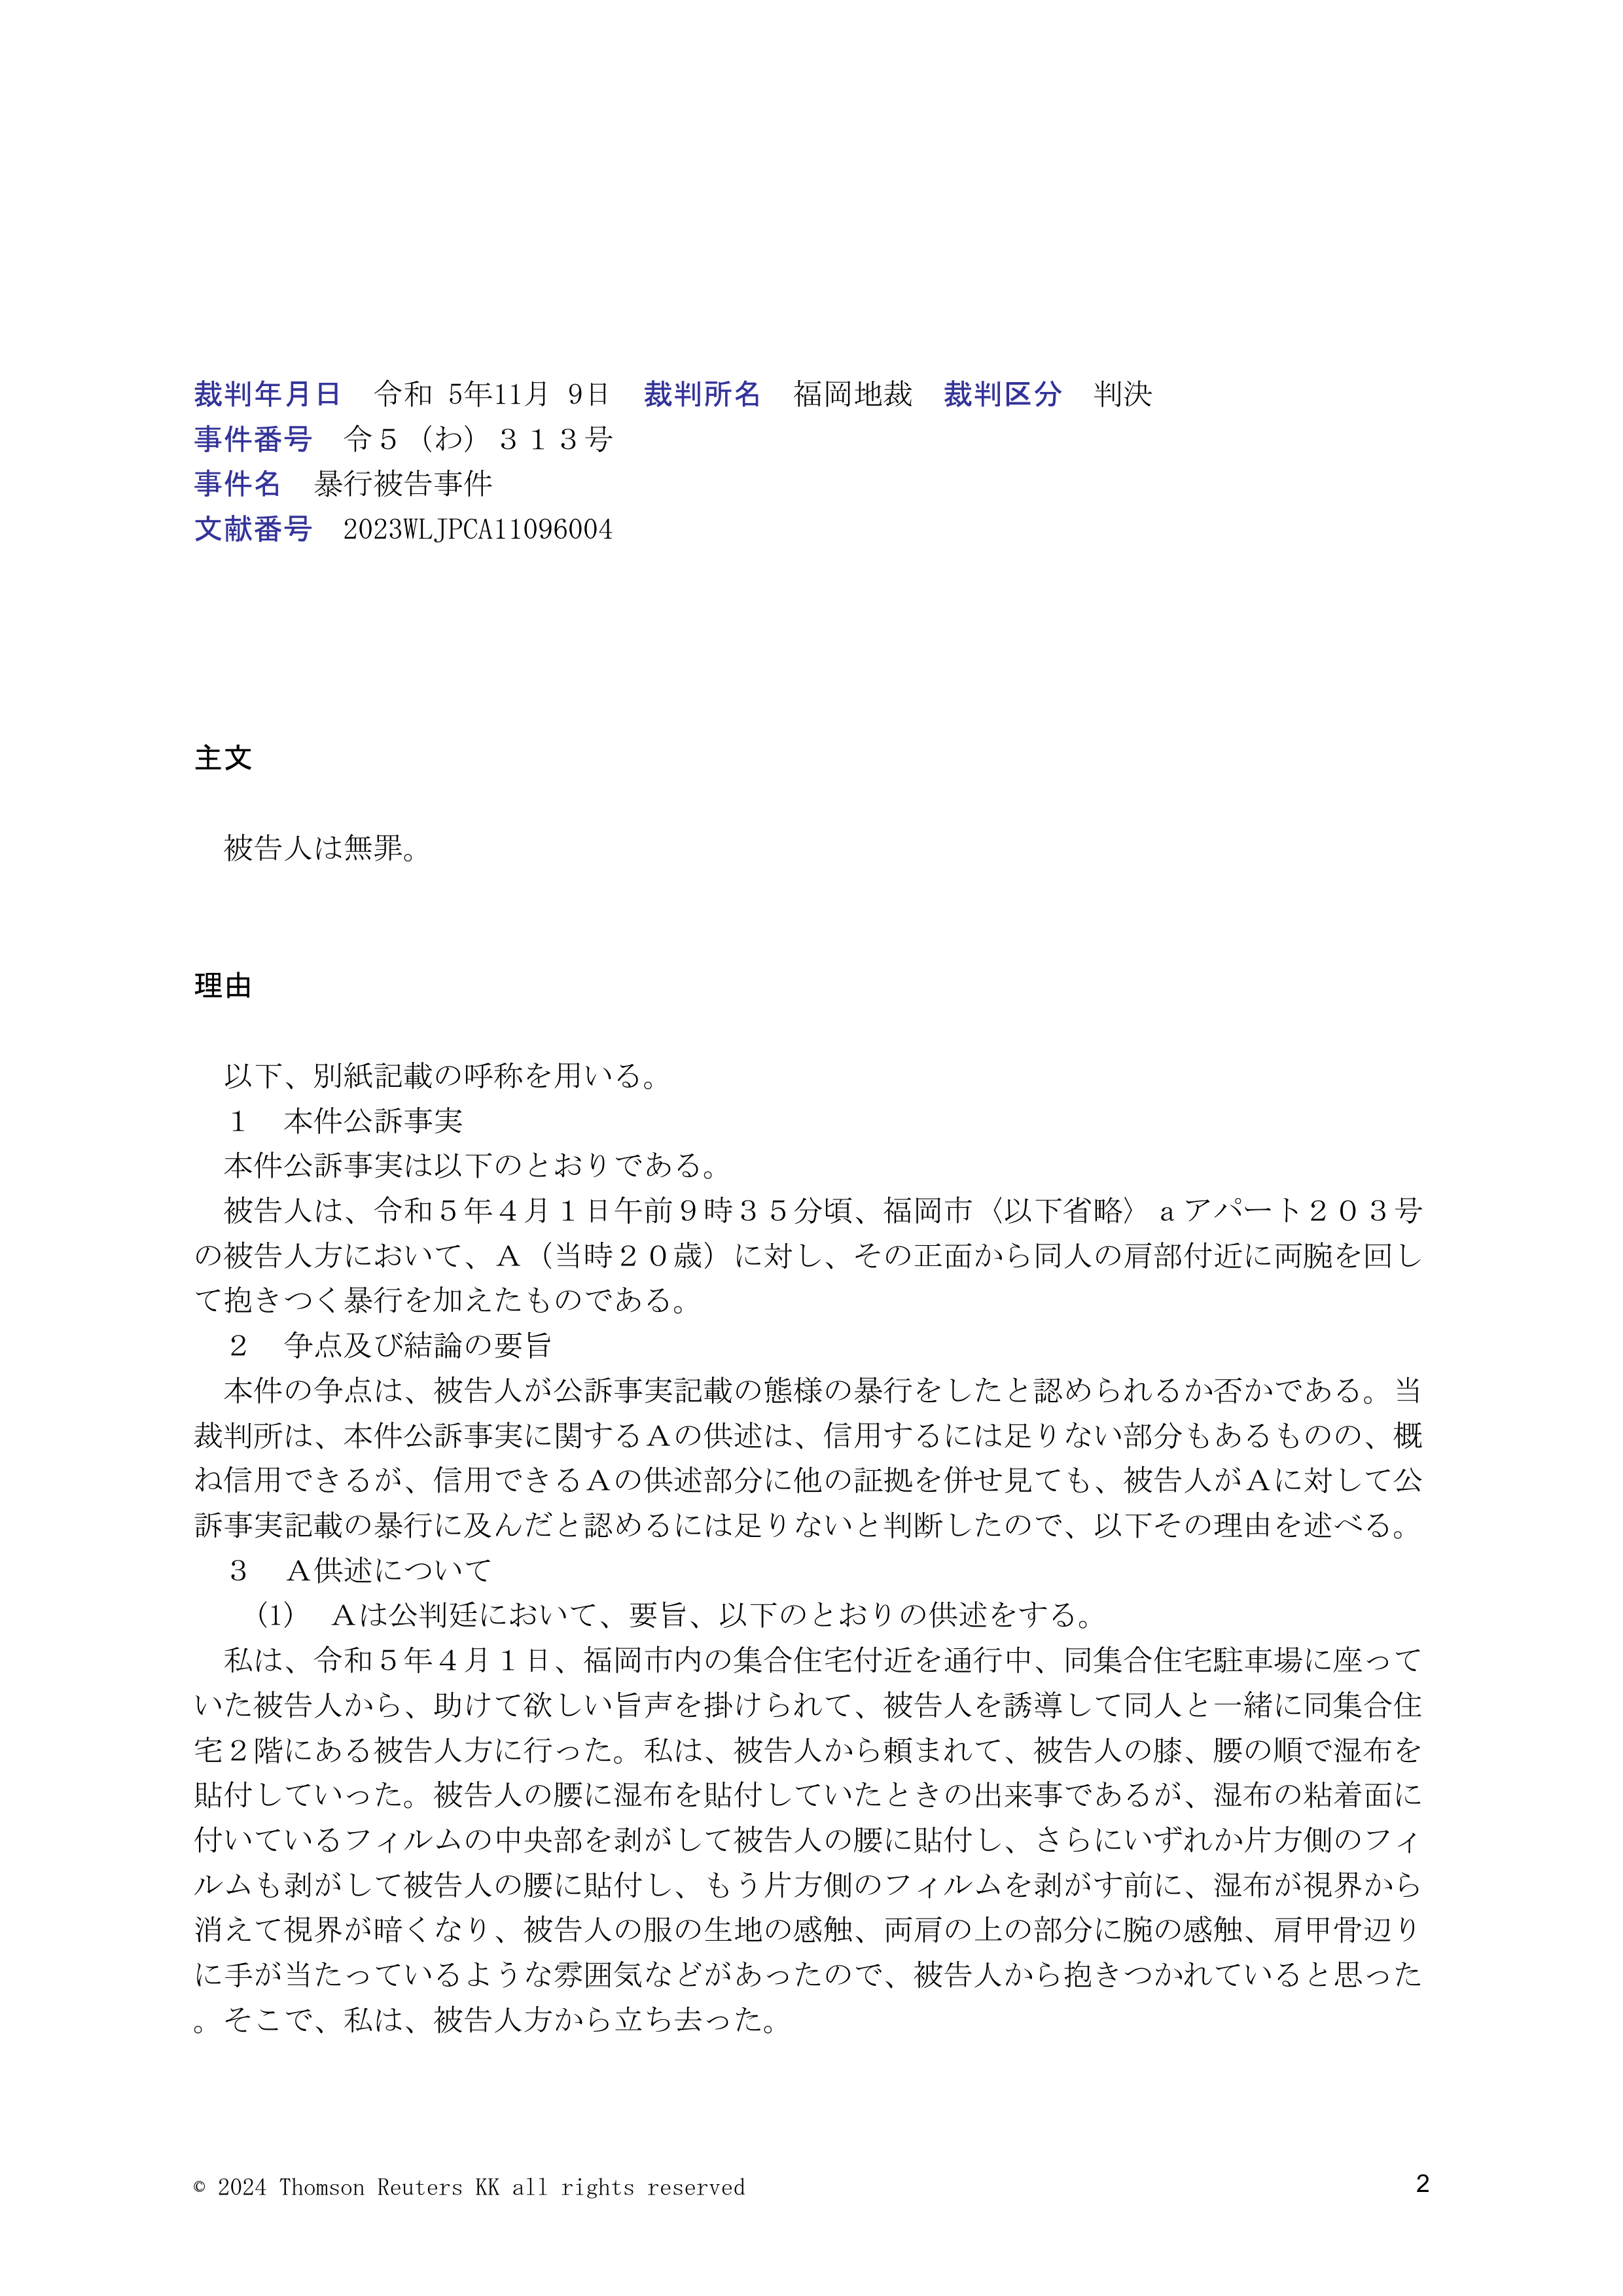 裁判年月日　令和 5年11月 9日　裁判所名　福岡地裁　裁判区分　判決
事件番号　令５（わ）３１３号
事件名　暴行被告事件
文献番号　2023WLJPCA11096004
主文
被告人は無罪。
理由
以下、別紙記載の呼称を用いる。
１　本件公訴事実
本件公訴事実は以下のとおりである。
被告人は、令和５年４月１日午前９時３５分頃、福岡市〈以下省略〉ａアパート２０３号
の被告人方において、Ａ（当時２０歳）に対し、その正面から同人の肩部付近に両腕を回し
て抱きつく暴行を加えたものである。
２　争点及び結論の要旨
本件の争点は、被告人が公訴事実記載の態様の暴行をしたと認められるか否かである。当
裁判所は、本件公訴事実に関するＡの供述は、信用するには足りない部分もあるものの、概
ね信用できるが、信用できるＡの供述部分に他の証拠を併せ見ても、被告人がＡに対して公
訴事実記載の暴行に及んだと認めるには足りないと判断したので、以下その理由を述べる。
３　Ａ供述について
(1)　Ａは公判廷において、要旨、以下のとおりの供述をする。
私は、令和５年４月１日、福岡市内の集合住宅付近を通行中、同集合住宅駐車場に座って
いた被告人から、助けて欲しい旨声を掛けられて、被告人を誘導して同人と一緒に同集合住
宅２階にある被告人方に行った。私は、被告人から頼まれて、被告人の膝、腰の順で湿布を
貼付していった。被告人の腰に湿布を貼付していたときの出来事であるが、湿布の粘着面に
付いているフィルムの中央部を剥がして被告人の腰に貼付し、さらにいずれか片方側のフィ
ルムも剥がして被告人の腰に貼付し、もう片方側のフィルムを剥がす前に、湿布が視界から
消えて視界が暗くなり、被告人の服の生地の感触、両肩の上の部分に腕の感触、肩甲骨辺り
に手が当たっているような雰囲気などがあったので、被告人から抱きつかれていると思った
。そこで、私は、被告人方から立ち去った。
© 2024 Thomson Reuters KK all rights reserved
2